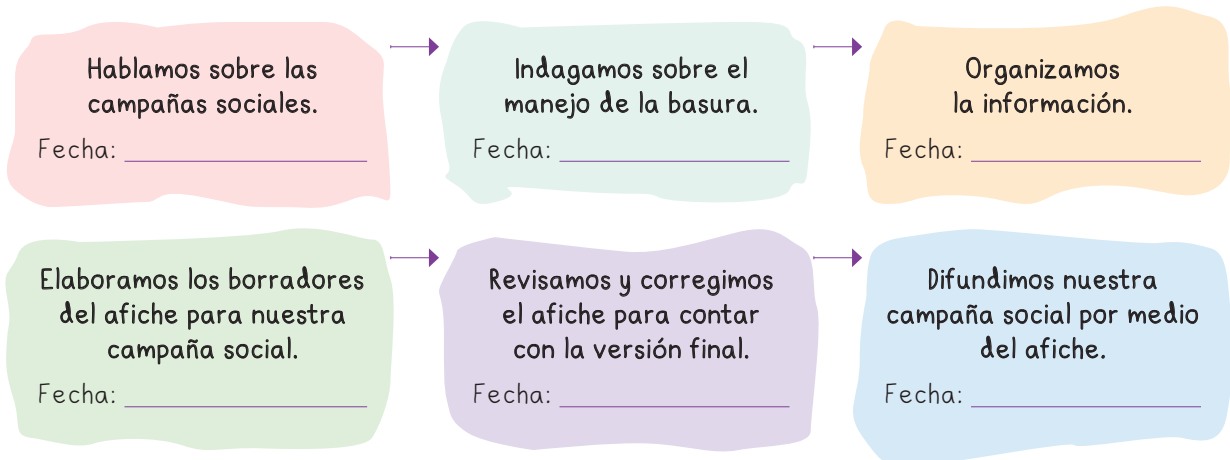 Hablamos sobre las
campañas sociales.
Fecha:
Indagamos sobre el
manejo de la basura.
Fecha:
Organizamos
la información.
Fecha:
Elaboramos los borradores
del afiche para nuestra
campaña social.
Fecha:
Revisamos y corregimos
el afiche para contar
con la versión final.
Fecha:
Difundimos nuestra
campaña social por medio
del afiche.
Fecha: